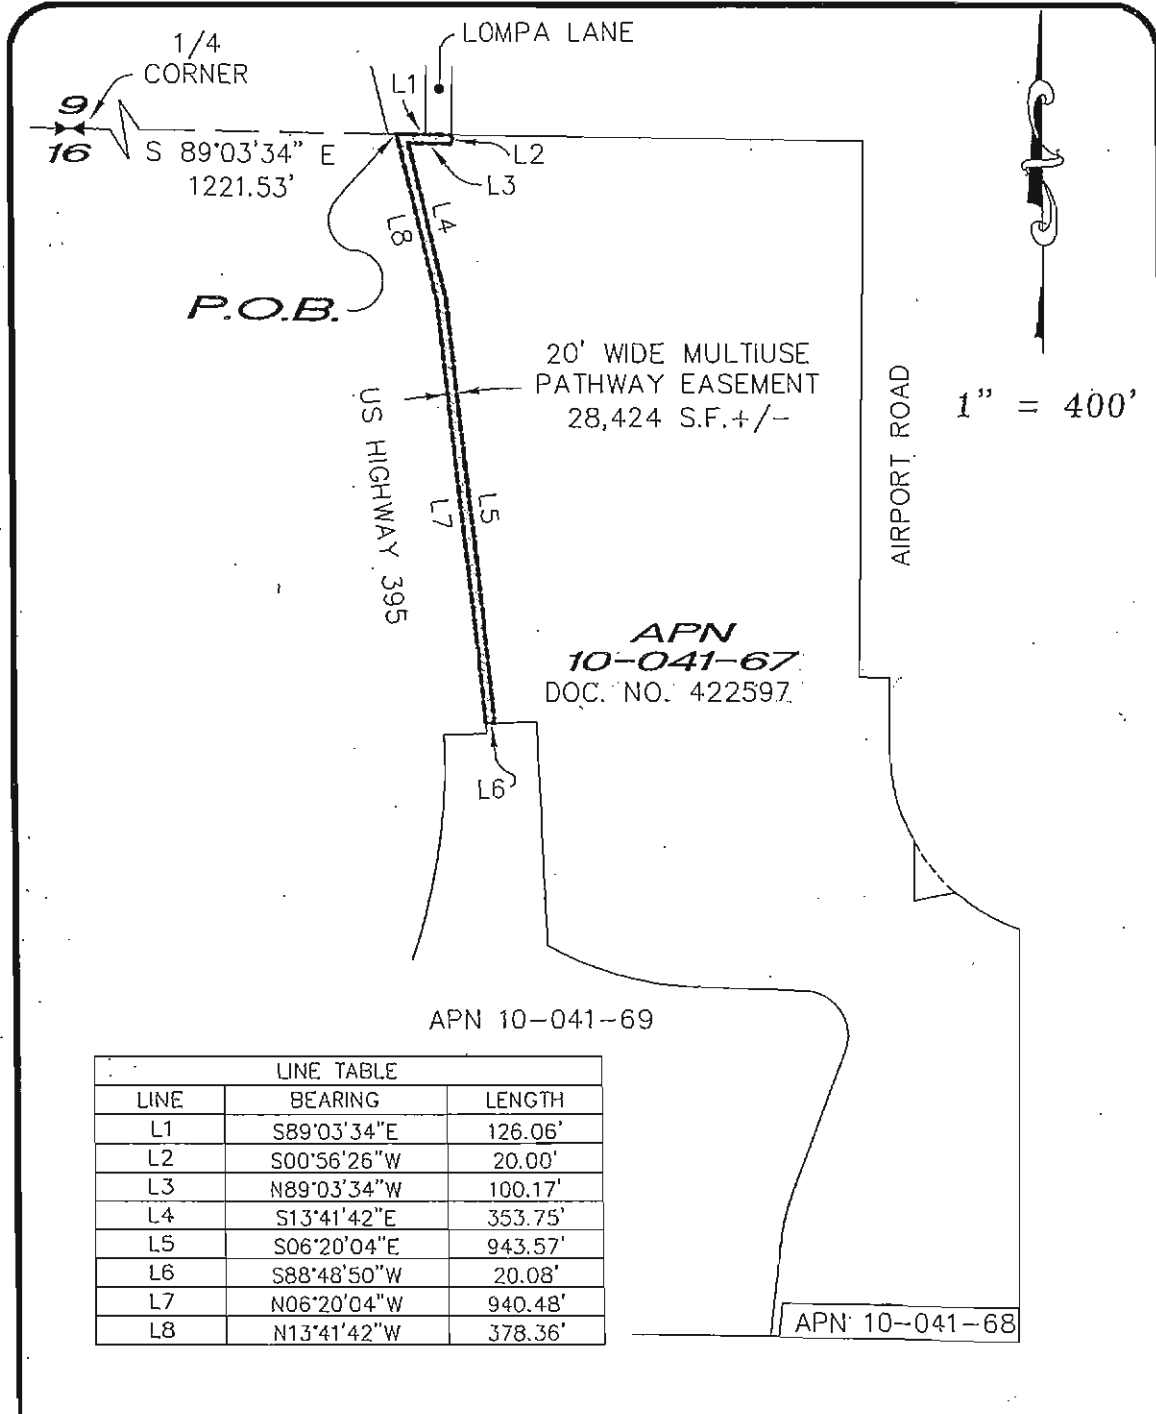 LOMPA LANE
1/4
CORNER
L1
9
16
S 89°03'34" E
1221.53'
L2
L3
L4
L8
P.O.B.
20' WIDE MULTIUSE
PATHWAY EASEMENT
28,424 S.F.+/-
1" = 400'
US HIGHWAY 395
AIRPORT ROAD
L5
L7
APN
10-041-67
DOC. NO. 422597
L6
APN 10-041-69
LINE TABLE
LINE BEARING LENGTH
L1 S89°03'34"E 126.06'
L2 S00°56'26"W 20.00'
L3 N89°03'34"W 100.17'
L4 S13°41'42"E 353.75'
L5 S06°20'04"E 943.57'
L6 S88°48'50"W 20.08'
L7 N06°20'04"W 940.48'
L8 N13°41'42"W 378.36'
APN 10-041-68